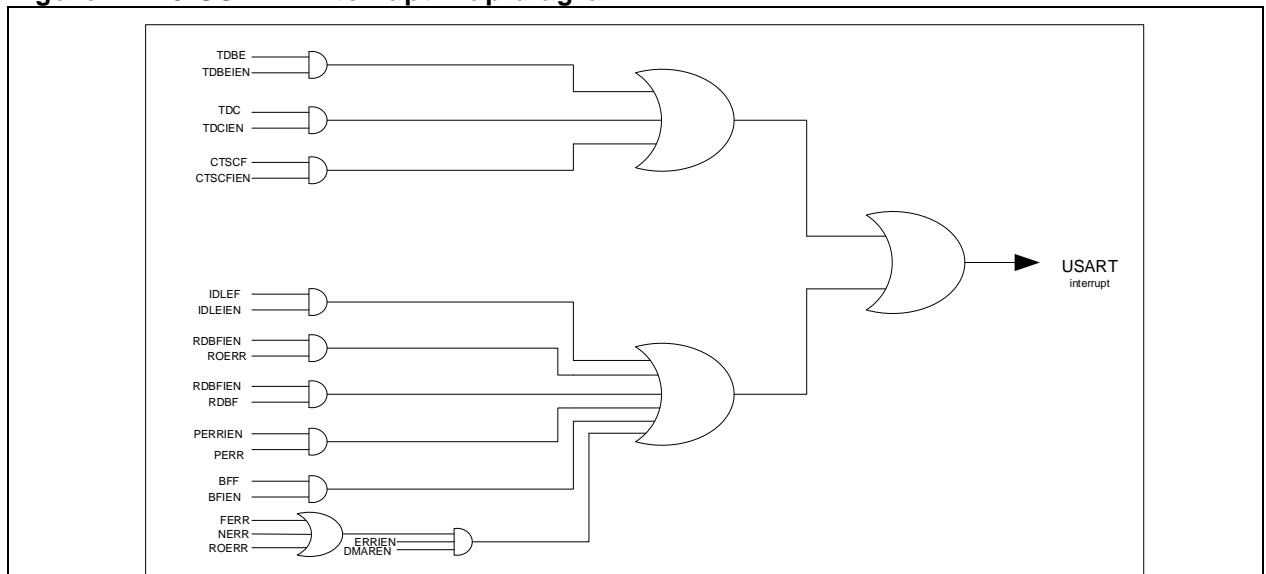 TDBE
TDBEIEN
TDC
TDCIEN
CTSCF
CTSCFIEN
IDLEF
IDLEIEN
RDBFIEN
ROERR
RDBFIEN
RDBF
PERRIEN
PERR
BFF
BFIEN
FERR
NERR
ROERR
ERRIEN
DMAREN
USART
interrupt